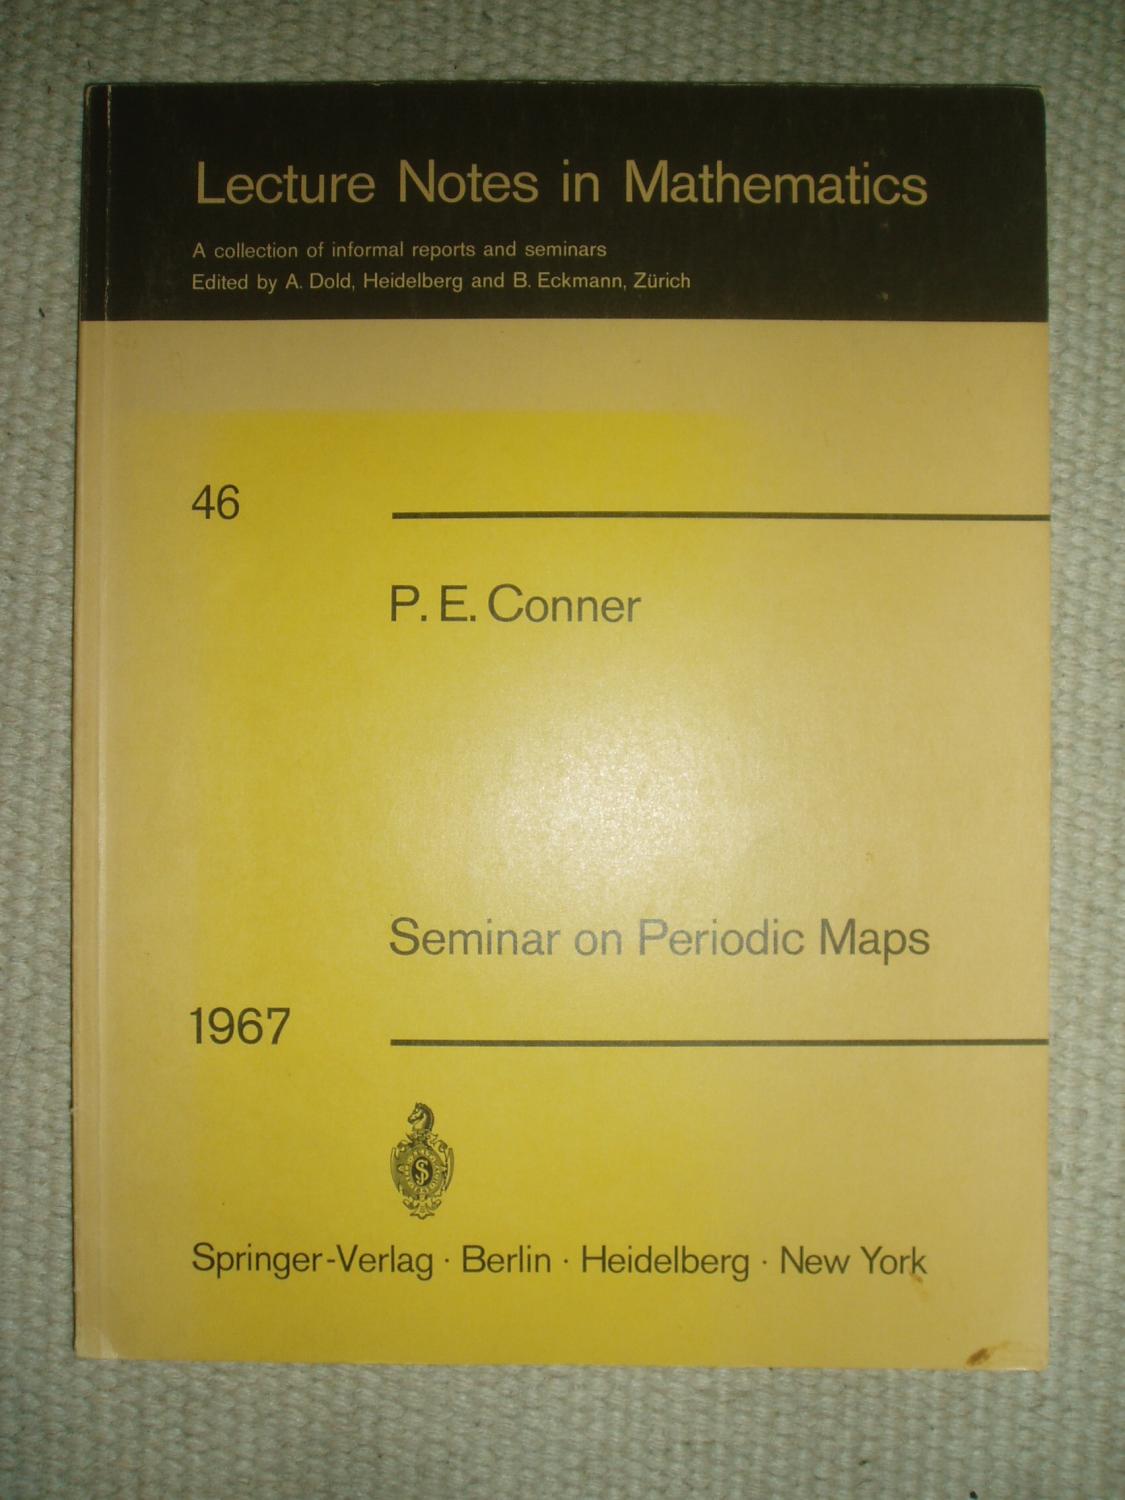 Lecture Notes in Mathematics
A collection of informal reports and seminars
Edited by A. Dold, Heidelberg and B. Eckmann, Zürich
46
P. E. Conner
Seminar on Periodic Maps
1967
Springer-Verlag · Berlin · Heidelberg · New York